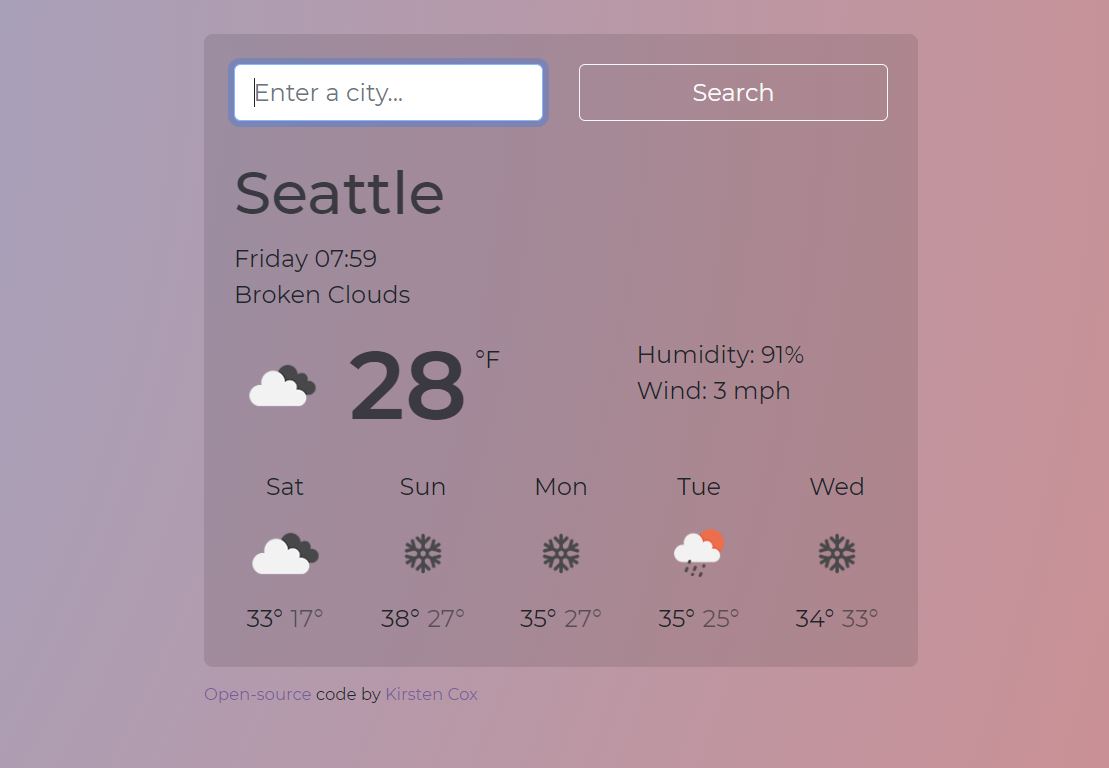 Enter a city...
Search
Seattle
Friday 07:59
Broken Clouds
28 °F
Humidity: 91%
Wind: 3 mph
Sat Sun Mon Tue Wed
33° 17° 38° 27° 35° 27° 35° 25° 34° 33°
Open-source code by Kirsten Cox